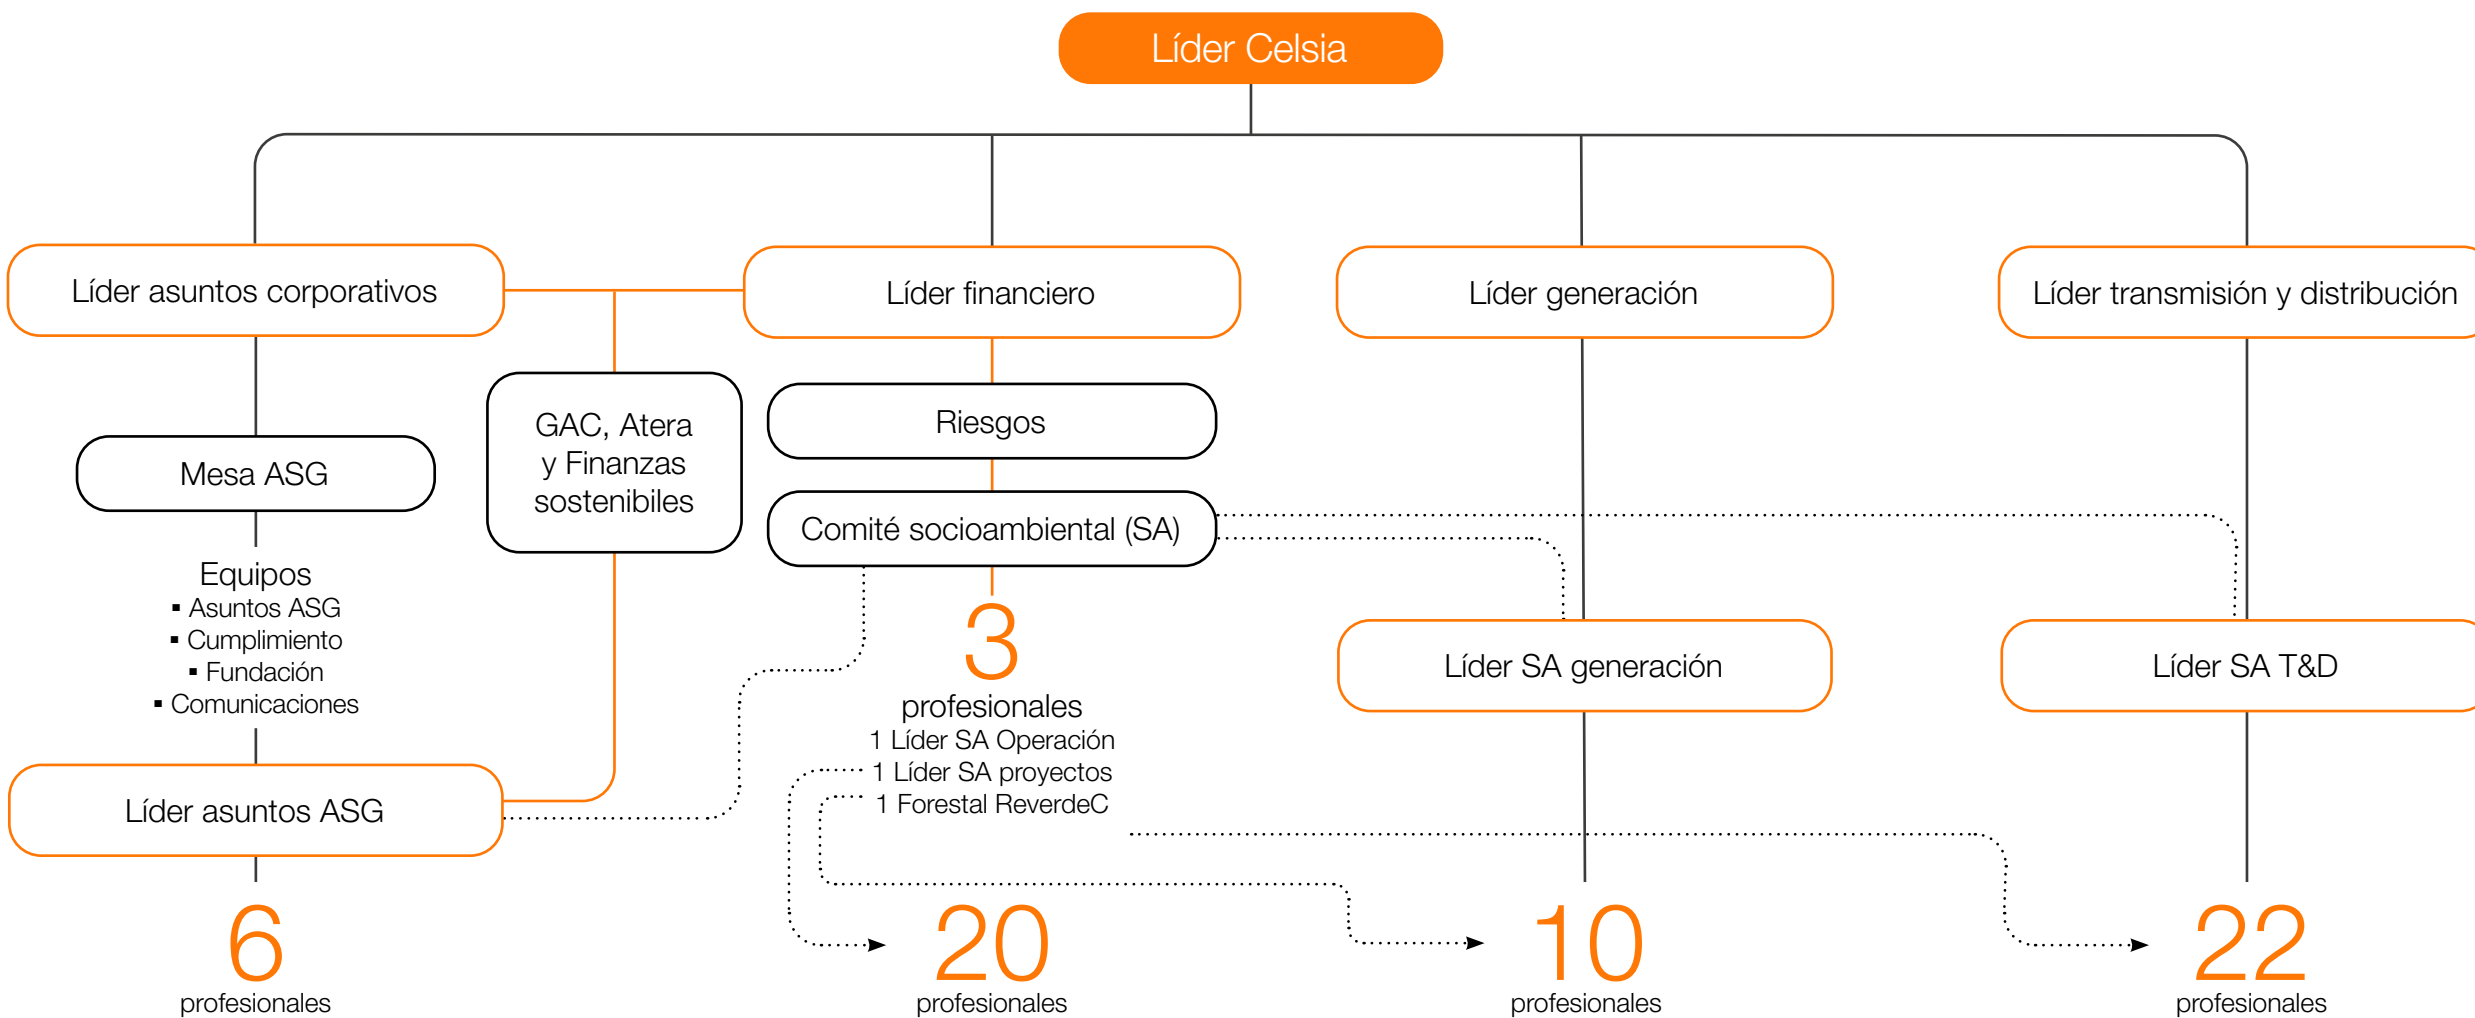 Líder Celsia
Líder asuntos corporativos
Líder financiero
Líder generación
Líder transmisión y distribución
GAC, Atera
y Finanzas
sostenibiles
Riesgos
Mesa ASG
Comité socioambiental (SA)
Equipos
▪ Asuntos ASG
▪ Cumplimiento
▪ Fundación
▪ Comunicaciones
3
profesionales
1 Líder SA Operación
1 Líder SA proyectos
1 Forestal ReverdeC
Líder SA generación
Líder SA T&D
Líder asuntos ASG
6
profesionales
20
profesionales
10
profesionales
22
profesionales